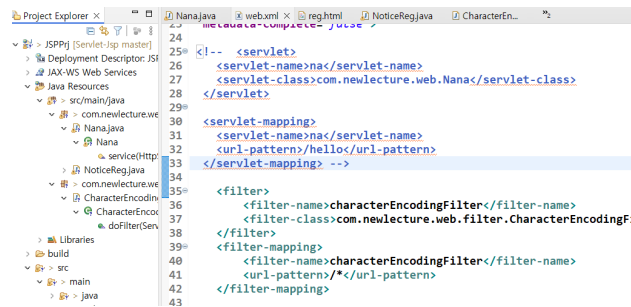 Project Explorer ×
JSPPrj [Servlet-Jsp master]
Deployment Descriptor: JSF
JAX-WS Web Services
Java Resources
> src/main/java
> com.newlecture.we
> Nana.java
> Nana
service(Http
NoticeReg.java
> com.newlecture.we
CharacterEncodin
CharacterEncod
doFilter(Serv
Libraries
build
> src
> main
> java
Nana.java web.xml × reg.html NoticeReg.java CharacterEn... »2
23 metadata-complete="false">
24
25 <!-- <servlet>
26 <servlet-name>na</servlet-name>
27 <servlet-class>com.newlecture.web.Nana</servlet-class>
28 </servlet>
29
30 <servlet-mapping>
31 <servlet-name>na</servlet-name>
32 <url-pattern>/hello</url-pattern>
33 </servlet-mapping> -->
34
35 <filter>
36 <filter-name>characterEncodingFilter</filter-name>
37 <filter-class>com.newlecture.web.filter.CharacterEncodingFi
38 </filter>
39 <filter-mapping>
40 <filter-name>characterEncodingFilter</filter-name>
41 <url-pattern>/*</url-pattern>
42 </filter-mapping>
43